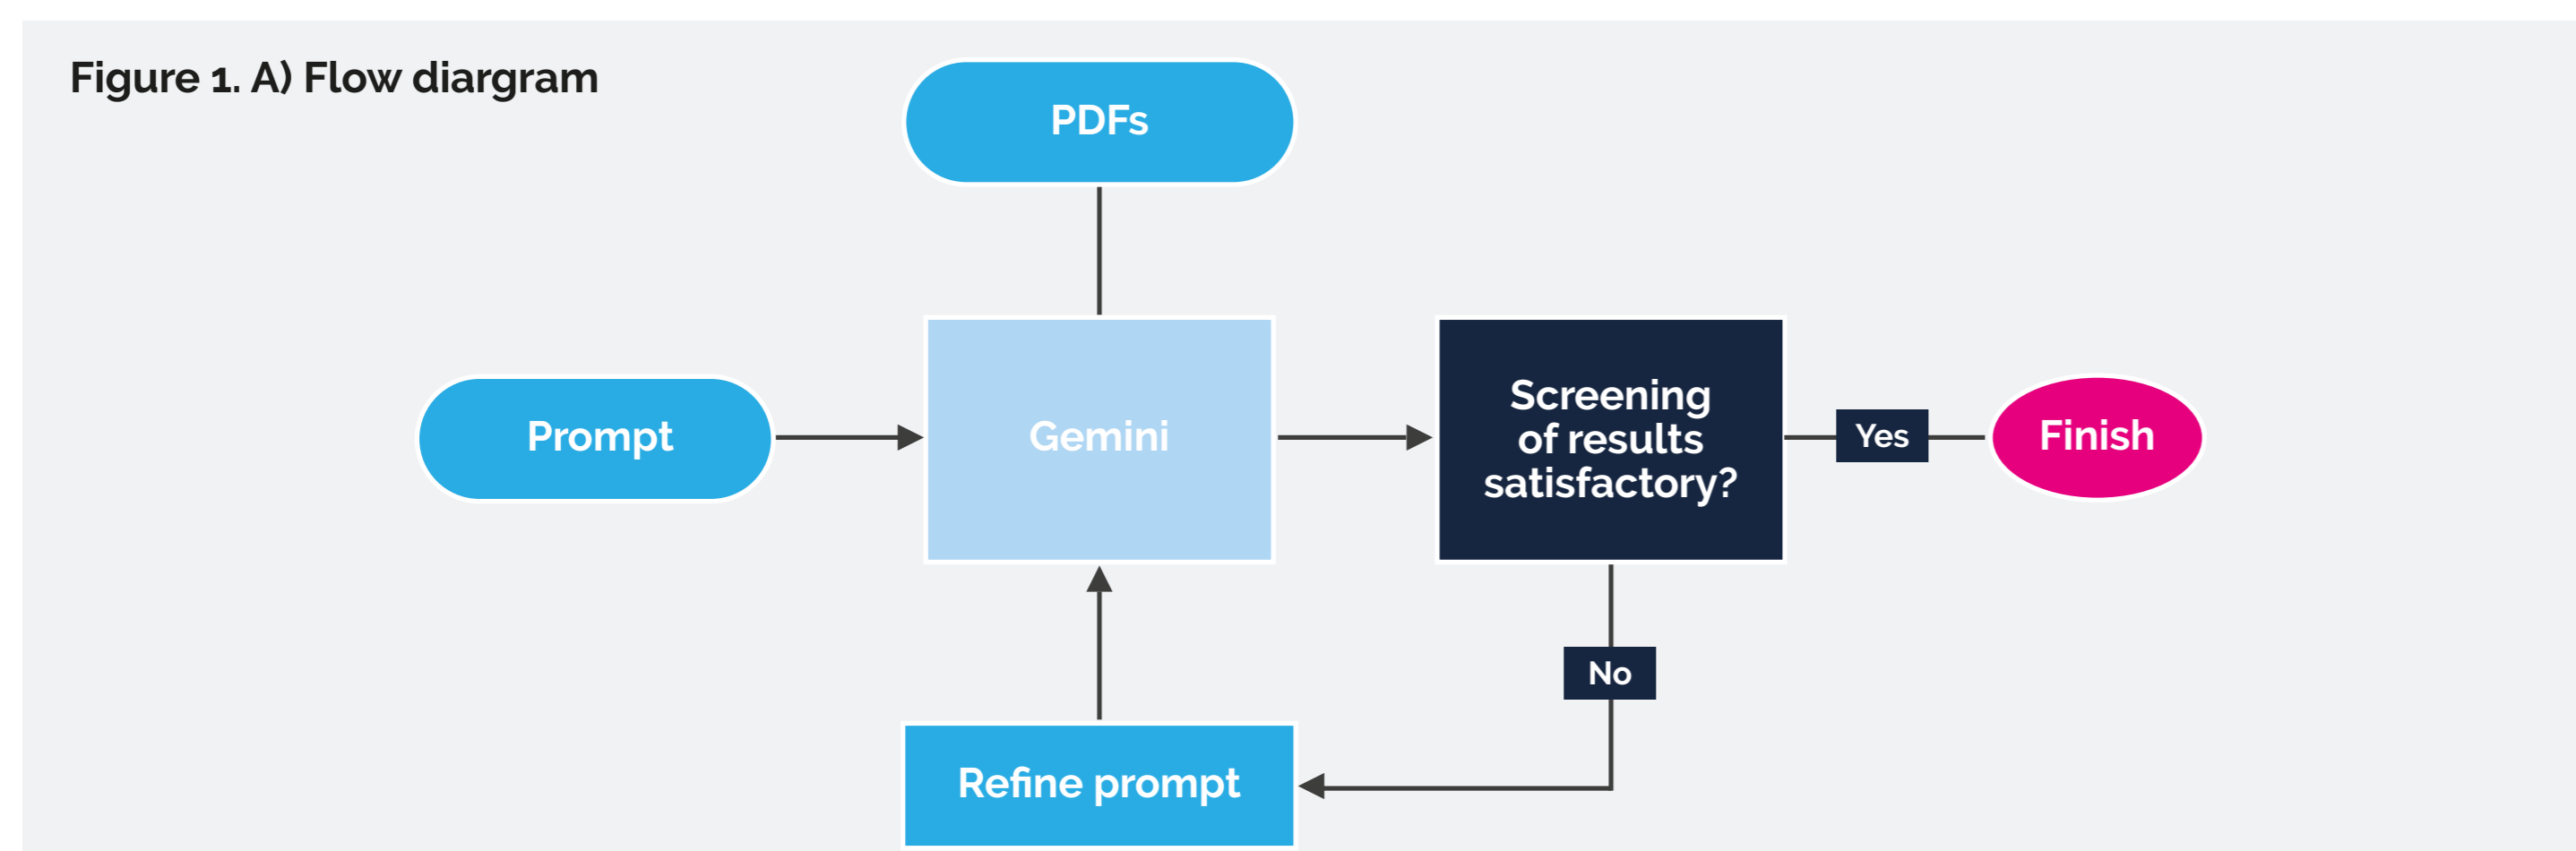 Figure 1. A) Flow diargram
PDFs
Prompt
Gemini
Screening
of results
satisfactory?
Yes
Finish
No
Refine prompt